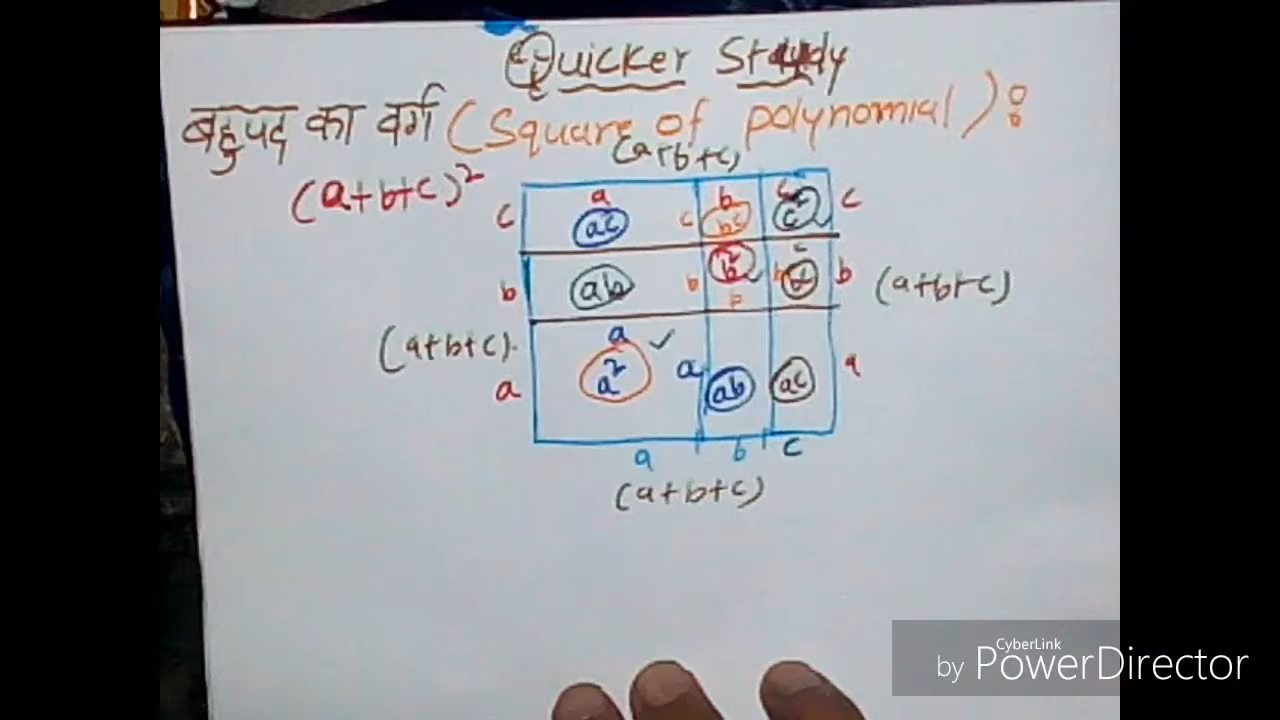 Quicker Study
बहुपद का वर्ग (Square of polynomial) :
(a+b+c)
(a+b+c)²
c a ac c b bc c c² c
b ab b b² b b c bc b (a+b+c)
(a+b+c)
a a a² a ab ac a
a b c
(a+b+c)
CyberLink
by PowerDirector